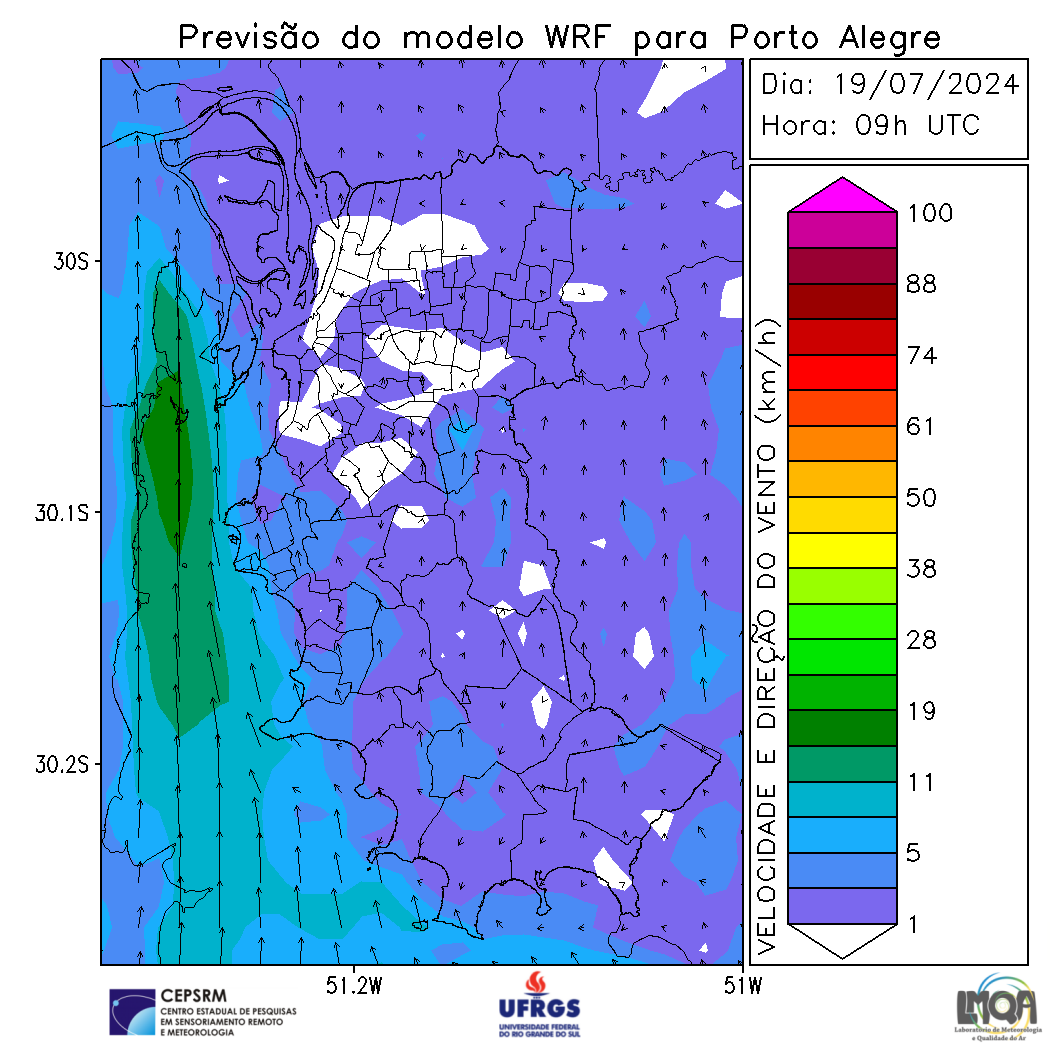 Previsão do modelo WRF para Porto Alegre
Dia: 19/07/2024
Hora: 09h UTC
30S
30.1S
30.2S
51.2W
51W
VELOCIDADE E DIREÇÃO DO VENTO (km/h)
100
88
74
61
50
38
28
19
11
5
1
CEPSRM
CENTRO ESTADUAL DE PESQUISAS
EM SENSORIAMENTO REMOTO
E METEOROLOGIA
UFRGS
UNIVERSIDADE FEDERAL
DO RIO GRANDE DO SUL
LMQA
Laboratório de Meteorologia
e Qualidade do Ar